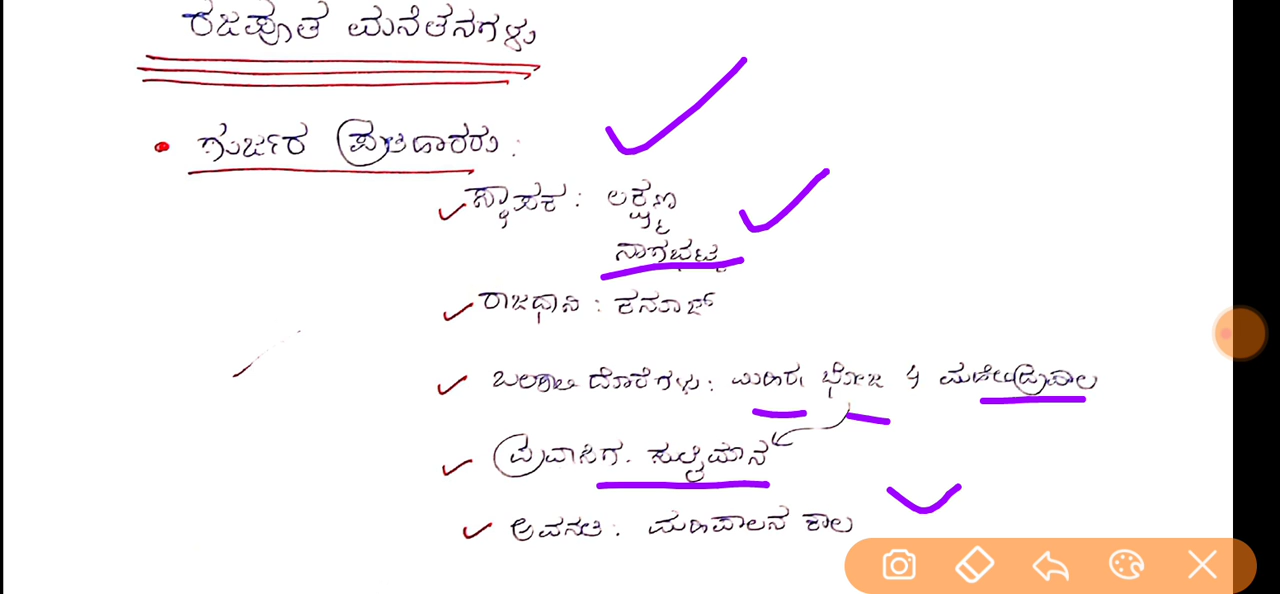 ರಜಪೂತ ಮನೆತನಗಳು
ಗುರ್ಜರ ಪ್ರತಿಹಾರರು :
ಸ್ಥಾಪಕ : ಲಕ್ಷ್ಮಣ
ನಾಗಭಟ್ಟ
ರಾಜಧಾನಿ : ಕನೂಜ್
ಬಲಶಾಲಿ ದೊರೆಗಳು : ಮಿಹಿರ ಭೋಜ & ಮಹೇಂದ್ರಪಾಲ
ಪ್ರವಾಸಿಗ. ಸುಲೈಮಾನ
ಅವನತಿ : ಮಹಿಪಾಲನ ಕಾಲ